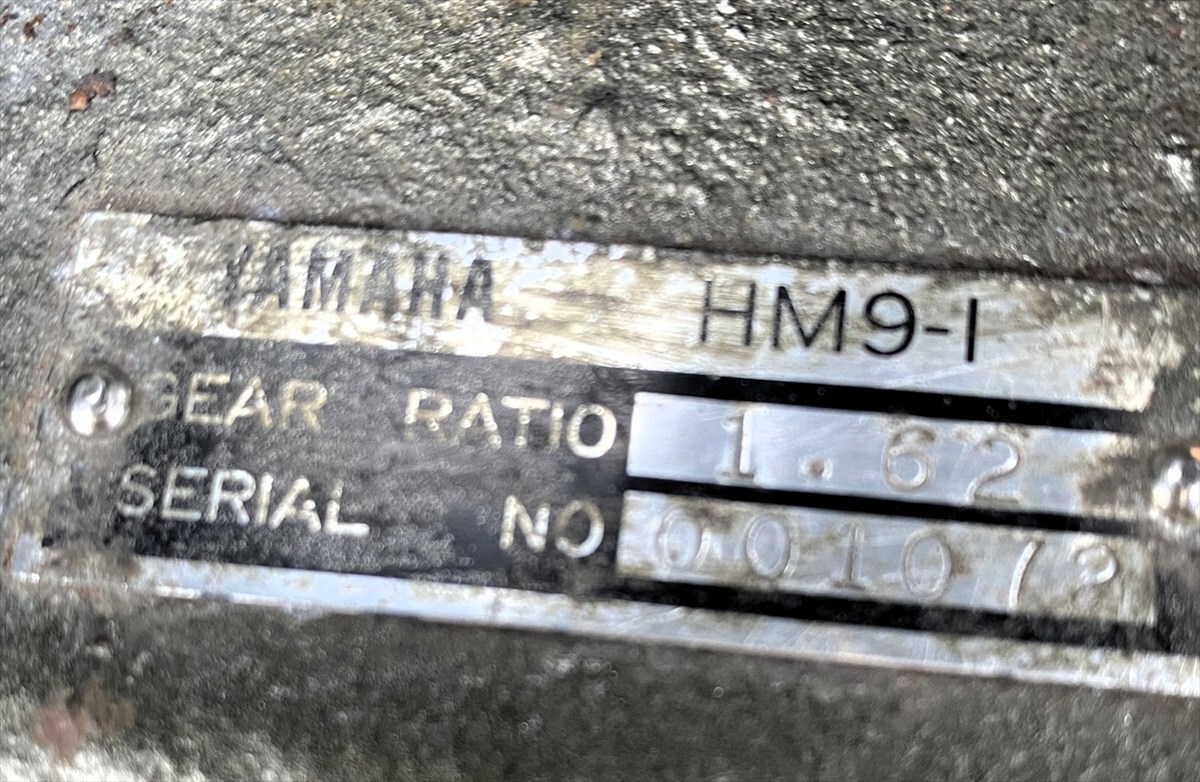 YAMAHA HM9-I
GEAR RATIO 1.62
SERIAL NO